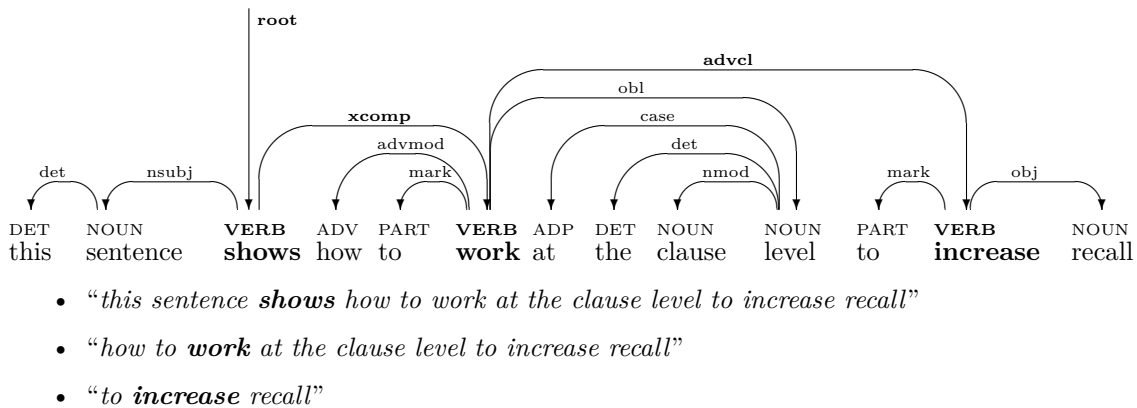 root
advcl
obl
xcomp case
advmod det
det nsubj mark nmod mark obj
DET NOUN VERB ADV PART VERB ADP DET NOUN NOUN PART VERB NOUN
this sentence shows how to work at the clause level to increase recall
• “this sentence shows how to work at the clause level to increase recall”
• “how to work at the clause level to increase recall”
• “to increase recall”